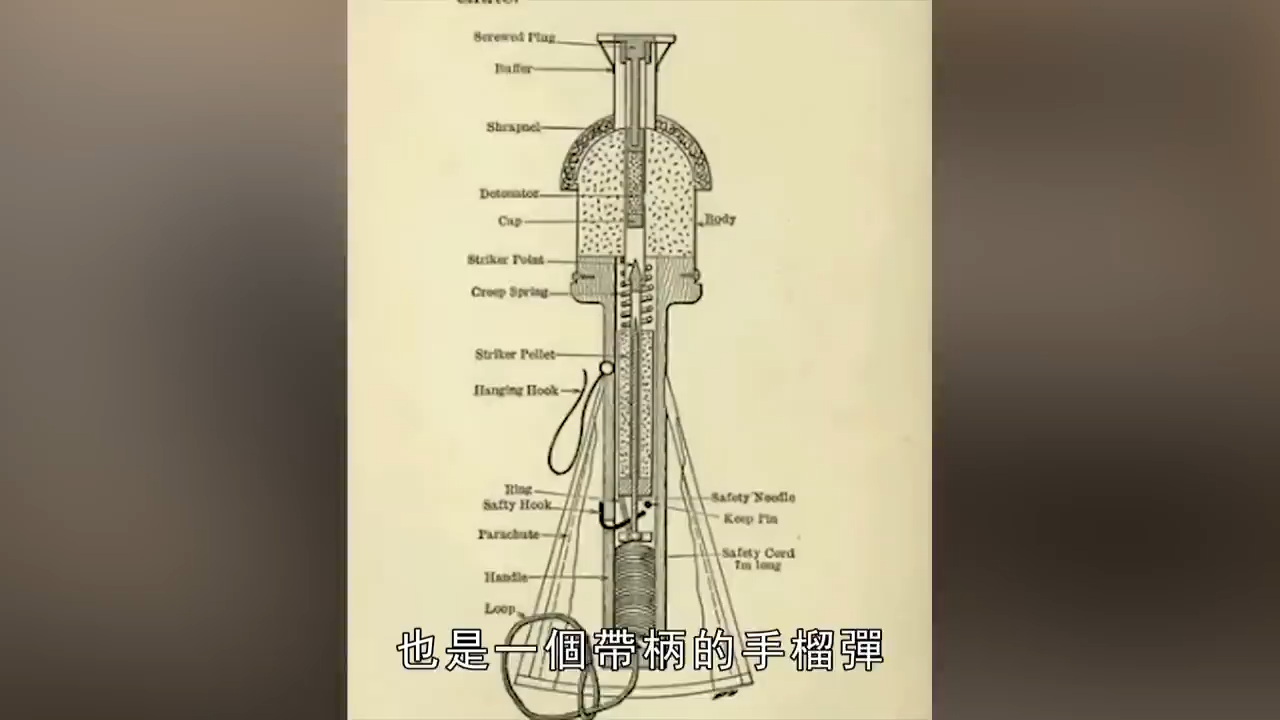 Screwed Plug
Buffer
Shrapnel
Detonator
Cap
Body
Striker Point
Creep Spring
Striker Pellet
Hanging Hook
Ring
Safty Hook
Safety Needle
Keep Pin
Parachute
Safety Cord
1m long
Handle
Loop
也是一個帶柄的手榴彈